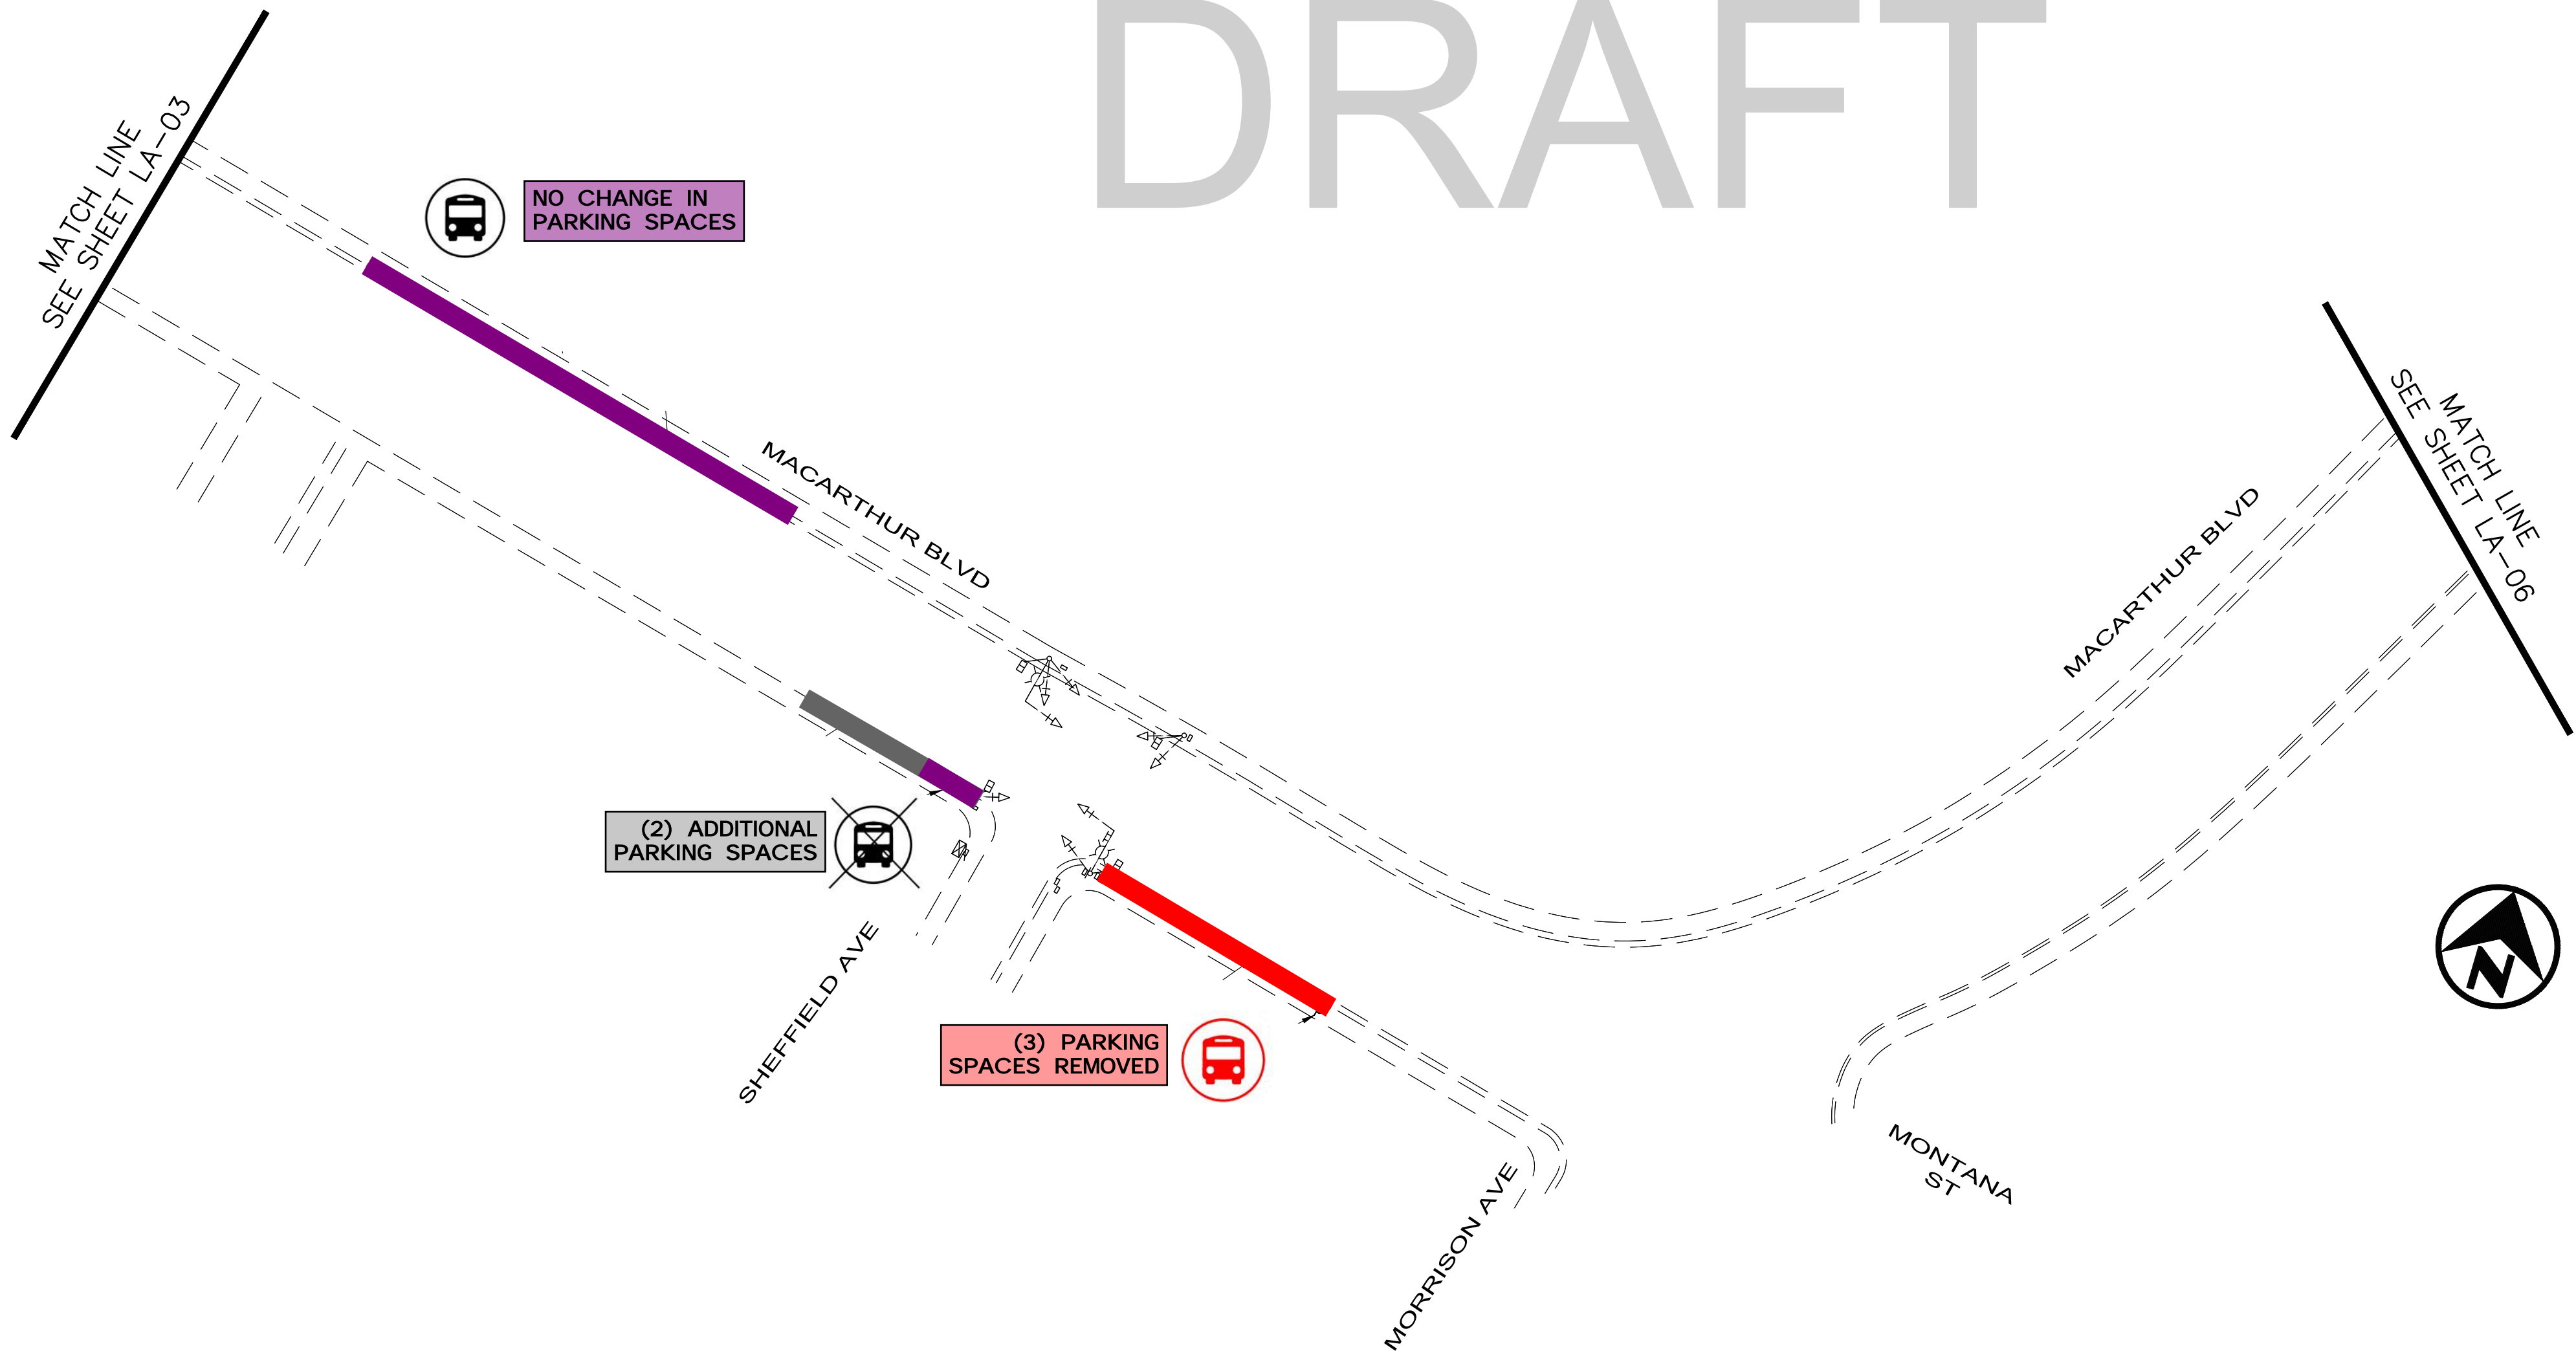 DRAFT
MATCH LINE
SEE SHEET LA-03
NO CHANGE IN
PARKING SPACES
MACARTHUR BLVD
MATCH LINE
SEE SHEET LA-06
MACARTHUR BLVD
(2) ADDITIONAL
PARKING SPACES
SHEFFIELD AVE
N
(3) PARKING
SPACES REMOVED
MORRISON AVE
MONTANA
ST